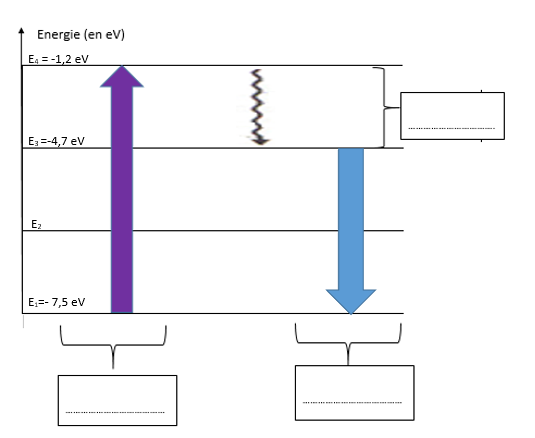 Energie (en eV)
E₄ = -1,2 eV
E₃ =-4,7 eV
E₂
E₁=- 7,5 eV